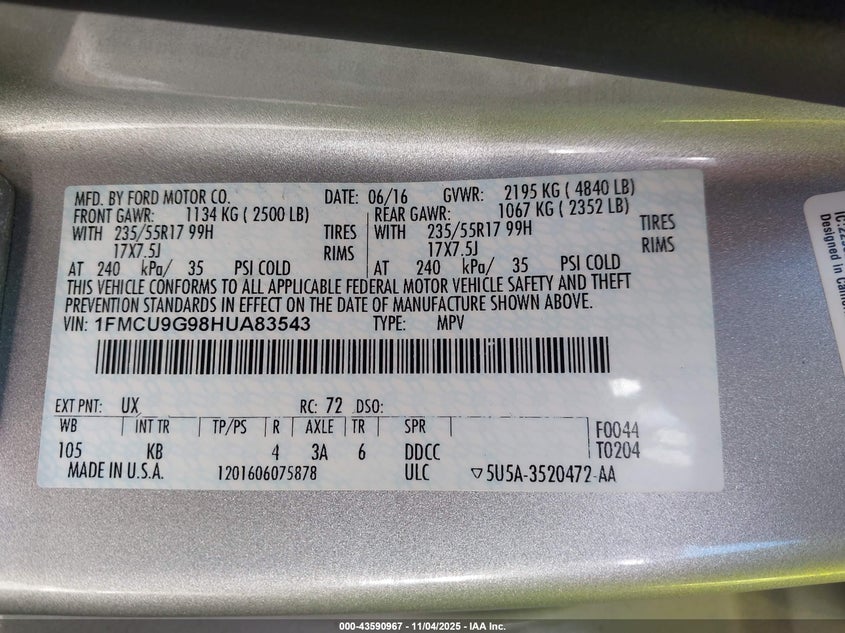 MFD. BY FORD MOTOR CO. DATE: 06/16 GVWR: 2195 KG ( 4840 LB)
FRONT GAWR: 1134 KG ( 2500 LB) REAR GAWR: 1067 KG ( 2352 LB)
WITH 235/55R17 99H TIRES WITH 235/55R17 99H TIRES
17X7.5J RIMS 17X7.5J RIMS
AT 240 kPa/ 35 PSI COLD AT 240 kPa/ 35 PSI COLD
THIS VEHICLE CONFORMS TO ALL APPLICABLE FEDERAL MOTOR VEHICLE SAFETY AND THEFT
PREVENTION STANDARDS IN EFFECT ON THE DATE OF MANUFACTURE SHOWN ABOVE.
VIN: 1FMCU9G98HUA83543 TYPE: MPV
EXT PNT: UX RC: 72 DSO:
WB INT TR TP/PS R AXLE TR SPR F0044
105 KB 4 3A 6 DDCC T0204
MADE IN U.S.A. 1201606075878 ULC ▽5U5A-3520472-AA
Designed in
000-43590967 - 11/04/2025 - IAA Inc.